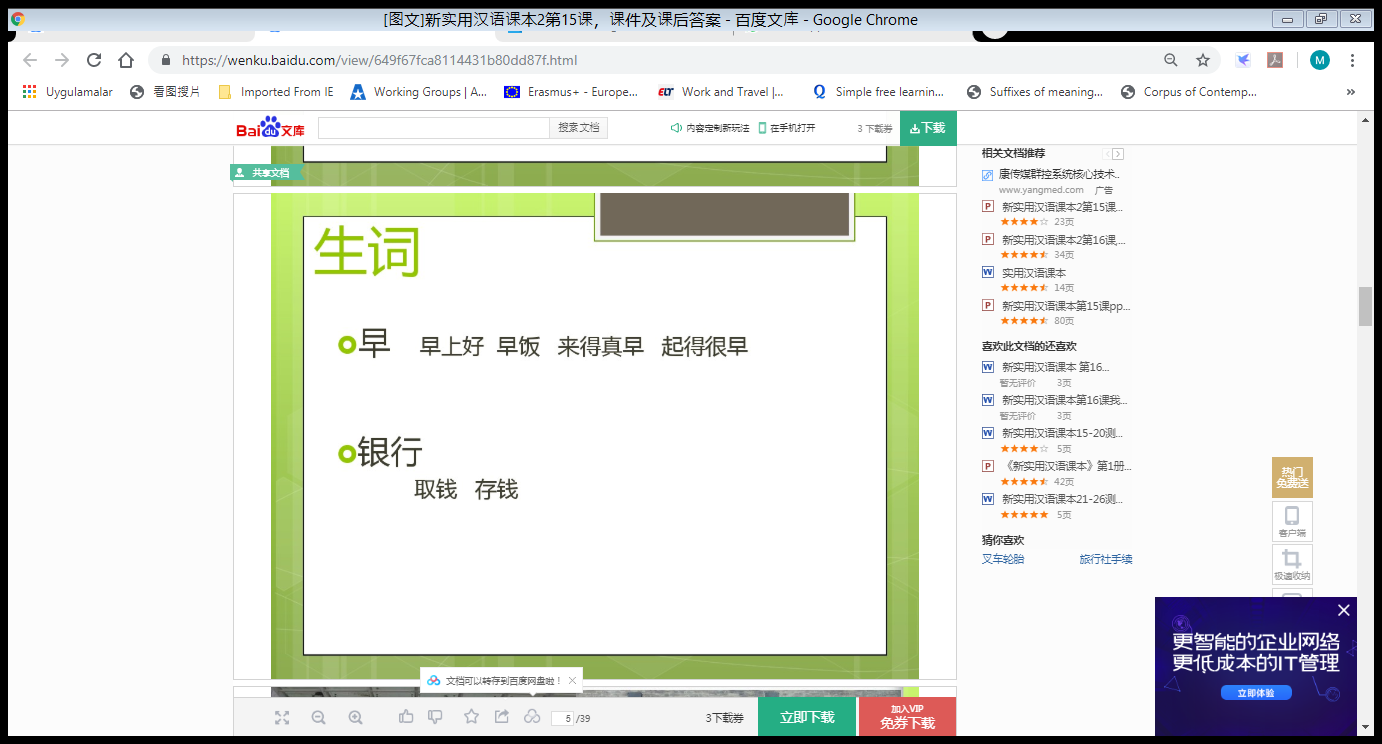 [图文]新实用汉语课本2第15课，课件及课后答案 - 百度文库 - Google Chrome
https://wenku.baidu.com/view/649f67fca8114431b80dd87f.html
M
Uygulamalar 看图搜片 Imported From IE Working Groups | A... Erasmus+ - Europe... ELT Work and Travel |... Simple free learnin... Suffixes of meaning... Corpus of Contemp... »
Bai du 文库 搜索文档 内容定制新玩法 在手机打开 3 下载券 下载
共享文档
生词
早 早上好 早饭 来得真早 起得很早
银行
取钱 存钱
文档可以转存到百度网盘啦！
5 /39 3下载券 立即下载
加入VIP
免券下载
相关文档推荐
康传媒群控系统核心技术..
www.yangmed.com 广告
新实用汉语课本2第15课...
23页
新实用汉语课本2第16课,...
34页
实用汉语课本
14页
新实用汉语课本第15课pp...
80页
喜欢此文档的还喜欢
新实用汉语课本 第16...
暂无评价 3页
新实用汉语课本第16课我...
暂无评价 3页
新实用汉语课本15-20测...
5页
《新实用汉语课本》第1册...
42页
新实用汉语课本21-26测...
5页
猜你喜欢
叉车轮胎 旅行社手续
热门
免费送
客户端
极速收纳
更智能的企业网络
更低成本的IT管理
立即体验